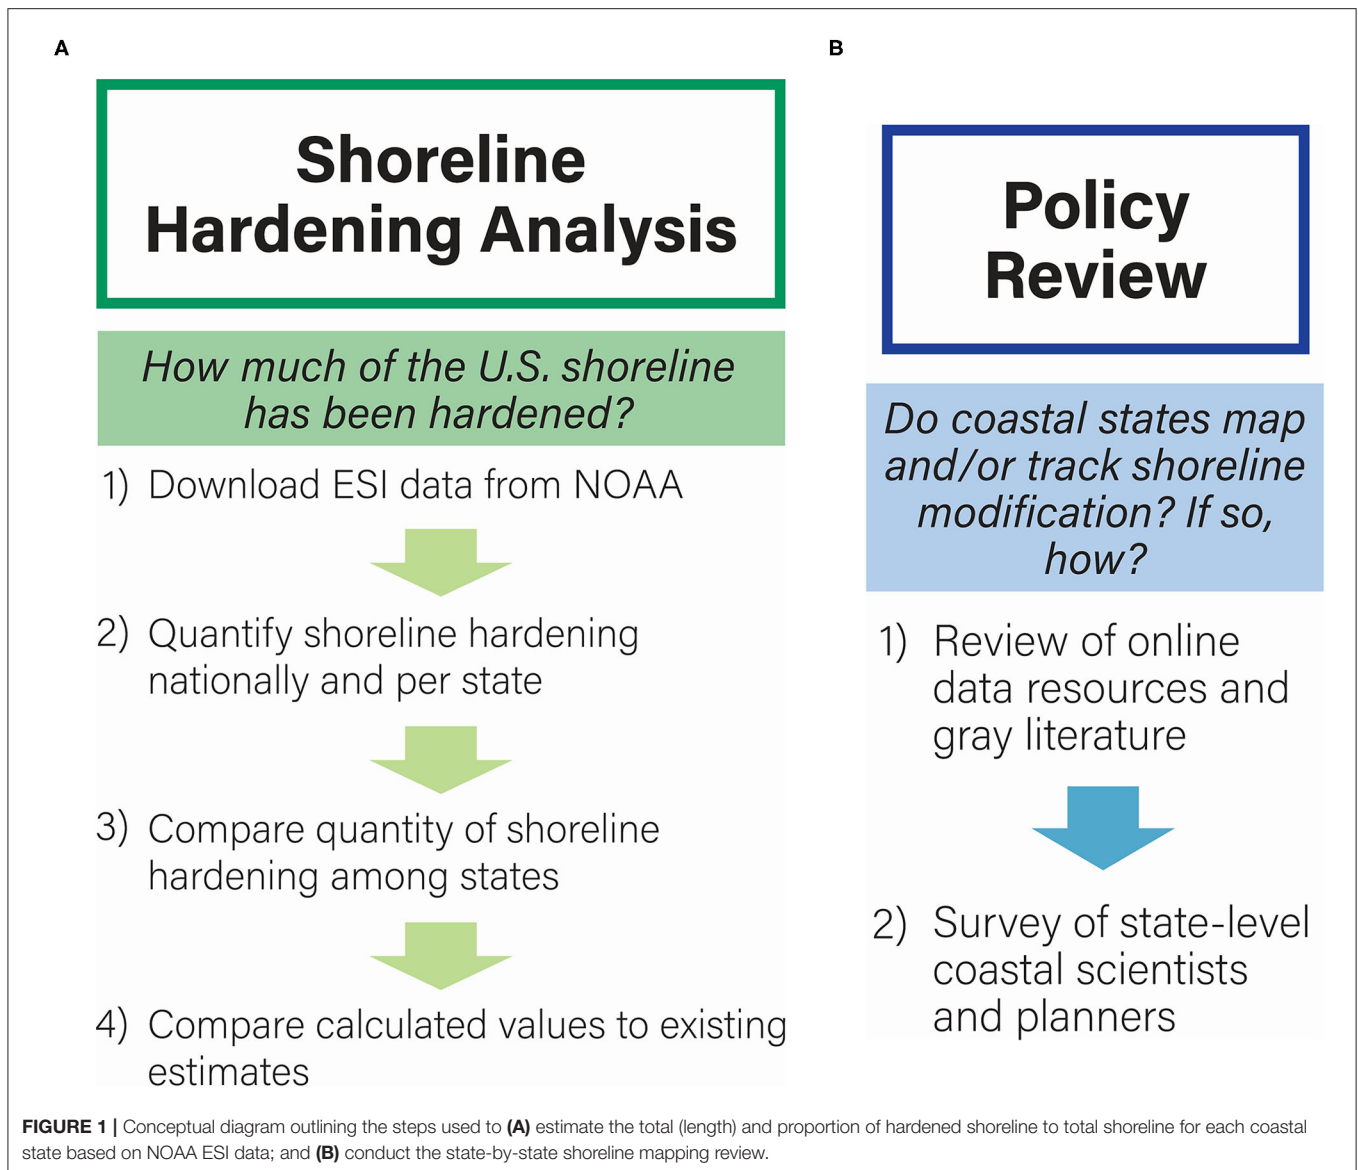 A
Shoreline
Hardening Analysis
How much of the U.S. shoreline
has been hardened?
1) Download ESI data from NOAA
2) Quantify shoreline hardening
nationally and per state
3) Compare quantity of shoreline
hardening among states
4) Compare calculated values to existing
estimates
B
Policy
Review
Do coastal states map
and/or track shoreline
modification? If so,
how?
1) Review of online
data resources and
gray literature
2) Survey of state-level
coastal scientists
and planners
FIGURE 1 | Conceptual diagram outlining the steps used to (A) estimate the total (length) and proportion of hardened shoreline to total shoreline for each coastal
state based on NOAA ESI data; and (B) conduct the state-by-state shoreline mapping review.